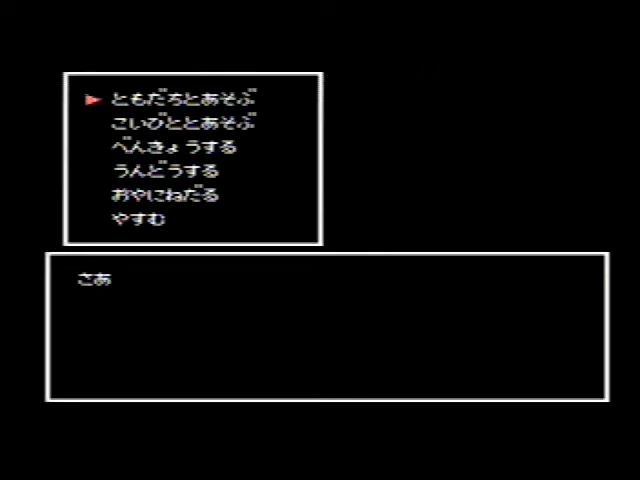 ともだちとあそぶ
こいびととあそぶ
べんきょうする
うんどうする
おやにねだる
やすむ
さあ